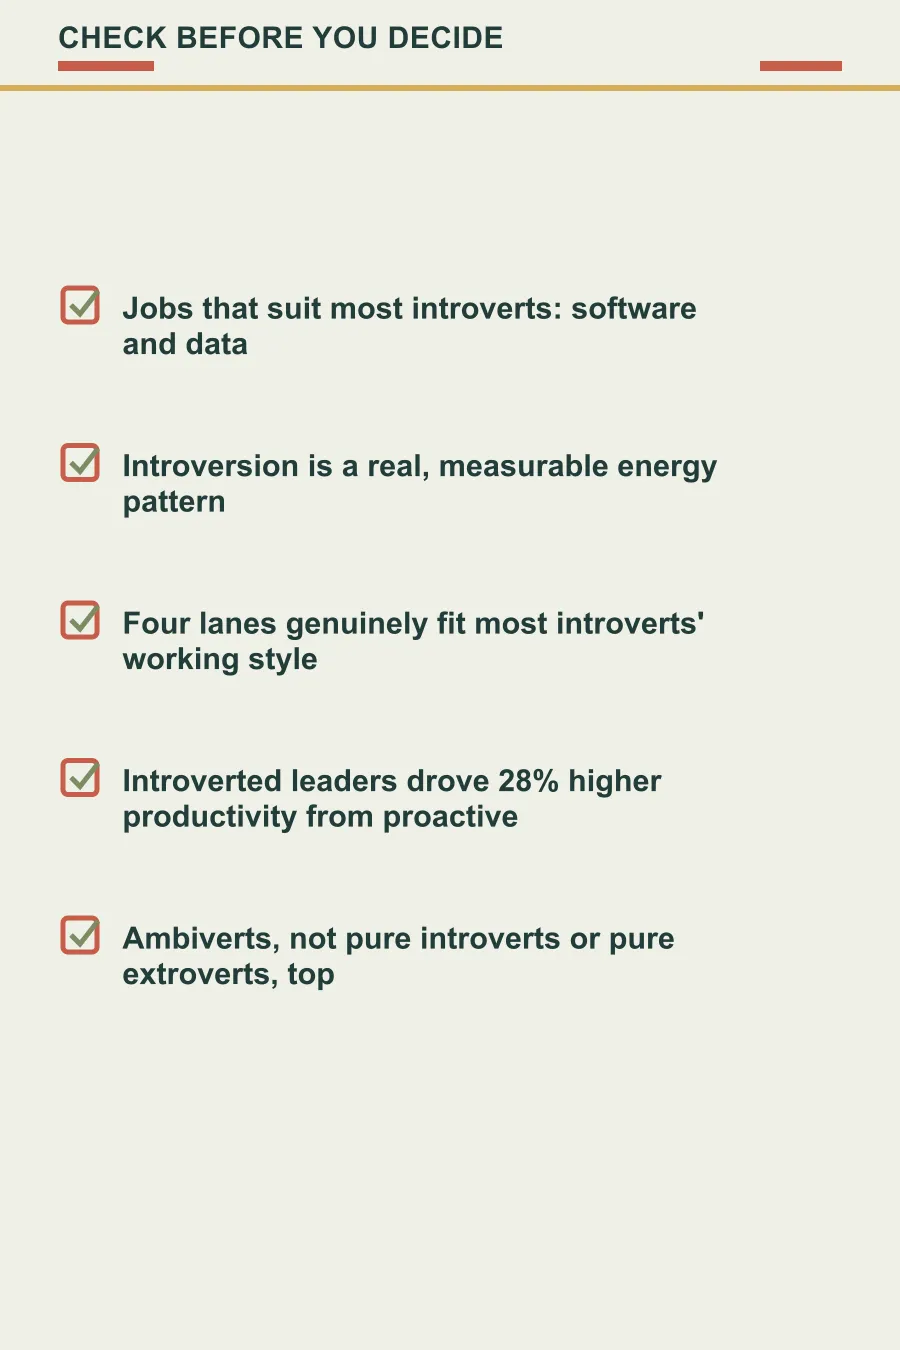 CHECK BEFORE YOU DECIDE
Jobs that suit most introverts: software
and data
Introversion is a real, measurable energy
pattern
Four lanes genuinely fit most introverts'
working style
Introverted leaders drove 28% higher
productivity from proactive
Ambiverts, not pure introverts or pure
extroverts, top